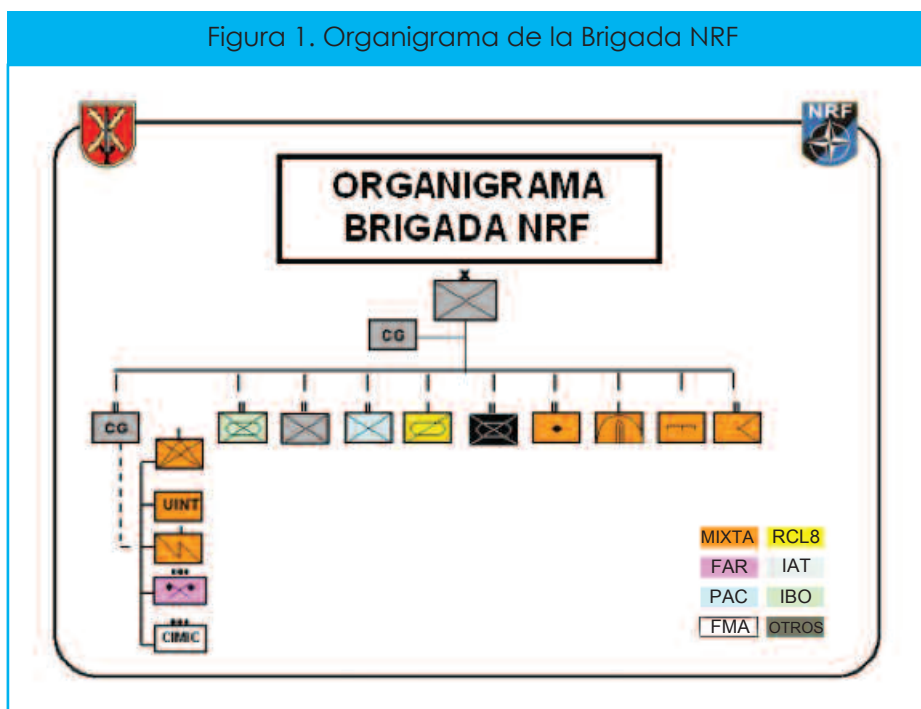 Figura 1. Organigrama de la Brigada NRF
NRF
ORGANIGRAMA
BRIGADA NRF
CG
CG
UINT
CIMIC
MIXTA RCL8
FAR IAT
PAC IBO
FMA OTROS